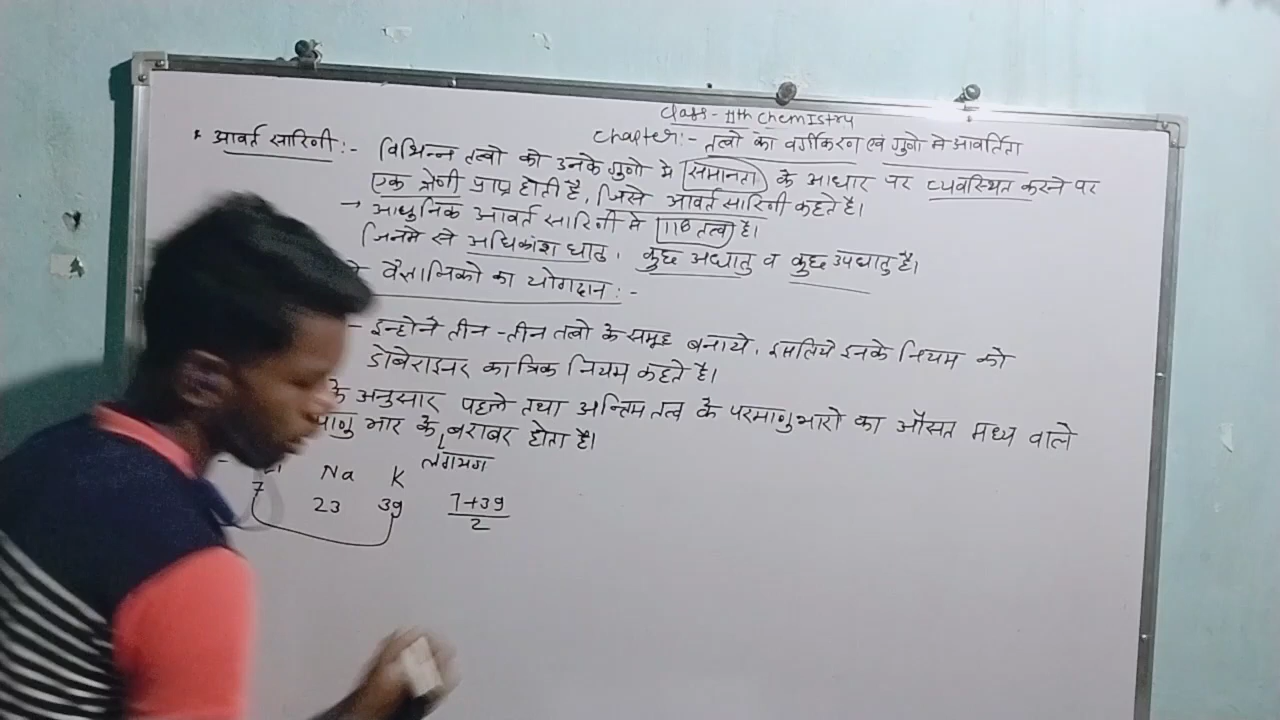 Class - 11th Chemistry
Chapter:- तत्वो का वर्गीकरण एवं गुणो मे आवर्तिता
* आवर्त सारिणी :- विभिन्न तत्वो को उनके गुणो मे समानता के आधार पर व्यवस्थित करने पर
एक श्रेणी प्राप्त होती है, जिसे आवर्त सारिणी कहते है।
→ आधुनिक आवर्त सारिणी मे 118 तत्व है।
जिनमे से अधिकांश धातु, कुछ अधातु व कुछ उपधातु है।
वैज्ञानिको का योगदान :-
- इन्होने तीन-तीन तत्वो के समूह बनाये, इसलिये इनके नियम को
डोबेराइनर का त्रिक नियम कहते है।
के अनुसार पहले तथा अन्तिम तत्व के परमाणु भारो का औसत मध्य वाले
भार के बराबर होता है।
लगभग
Na K
7 23 39 7+39
2